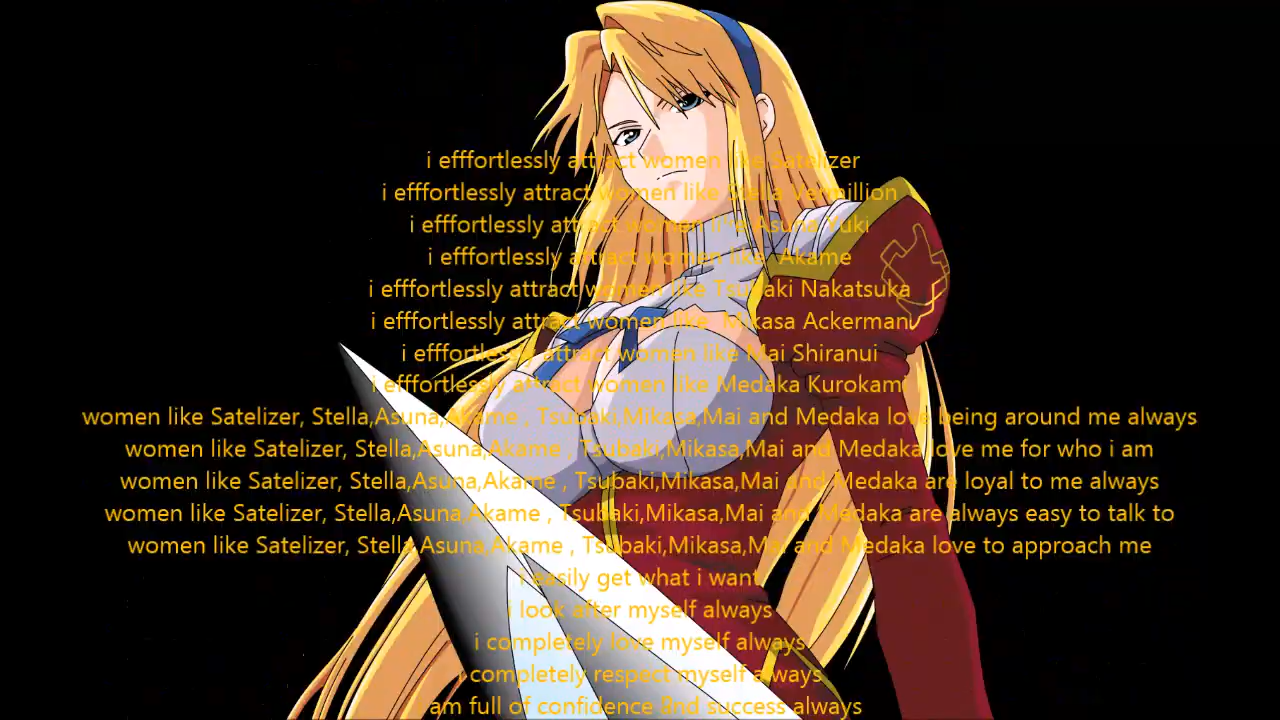 i efffortlessly attract women like Satelizer
i efffortlessly attract women like Stella Vermillion
i efffortlessly attract women like Asuna Yuki
i efffortlessly attract women like Akame
i efffortlessly attract women like Tsubaki Nakatsuka
i efffortlessly attract women like Mikasa Ackermann
i efffortlessly attract women like Mai Shiranui
i efffortlessly attract women like Medaka Kurokami
women like Satelizer, Stella,Asuna,Akame , Tsubaki,Mikasa,Mai and Medaka love being around me always
women like Satelizer, Stella,Asuna,Akame , Tsubaki,Mikasa,Mai and Medaka love me for who i am
women like Satelizer, Stella,Asuna,Akame , Tsubaki,Mikasa,Mai and Medaka are loyal to me always
women like Satelizer, Stella,Asuna,Akame , Tsubaki,Mikasa,Mai and Medaka are always easy to talk to
women like Satelizer, Stella,Asuna,Akame , Tsubaki,Mikasa,Mai and Medaka love to approach me
i easily get what i want
i look after myself always
i completely love myself always
i completely respect myself always
am full of confidence 8nd success always